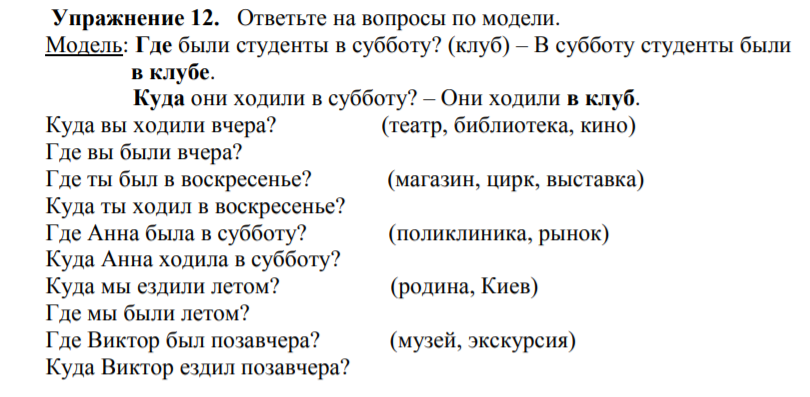 Упражнение 12. Ответьте на вопросы по модели.
Модель: Где были студенты в субботу? (клуб) – В субботу студенты были
в клубе.
Куда они ходили в субботу? – Они ходили в клуб.
Куда вы ходили вчера? (театр, библиотека, кино)
Где вы были вчера?
Где ты был в воскресенье? (магазин, цирк, выставка)
Куда ты ходил в воскресенье?
Где Анна была в субботу? (поликлиника, рынок)
Куда Анна ходила в субботу?
Куда мы ездили летом? (родина, Киев)
Где мы были летом?
Где Виктор был позавчера? (музей, экскурсия)
Куда Виктор ездил позавчера?